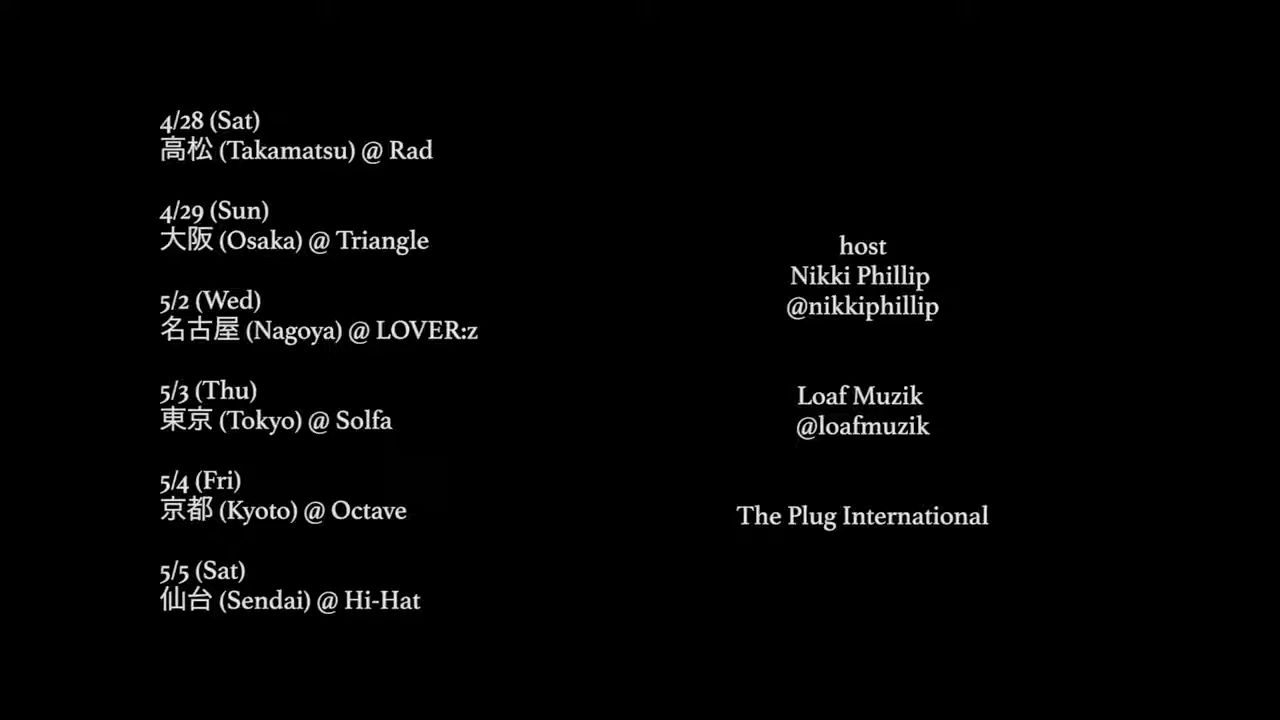 4/28 (Sat)
高松 (Takamatsu) @ Rad
4/29 (Sun)
大阪 (Osaka) @ Triangle
5/2 (Wed)
名古屋 (Nagoya) @ LOVER:z
5/3 (Thu)
東京 (Tokyo) @ Solfa
5/4 (Fri)
京都 (Kyoto) @ Octave
5/5 (Sat)
仙台 (Sendai) @ Hi-Hat
host
Nikki Phillip
@nikkiphillip
Loaf Muzik
@loafmuzik
The Plug International